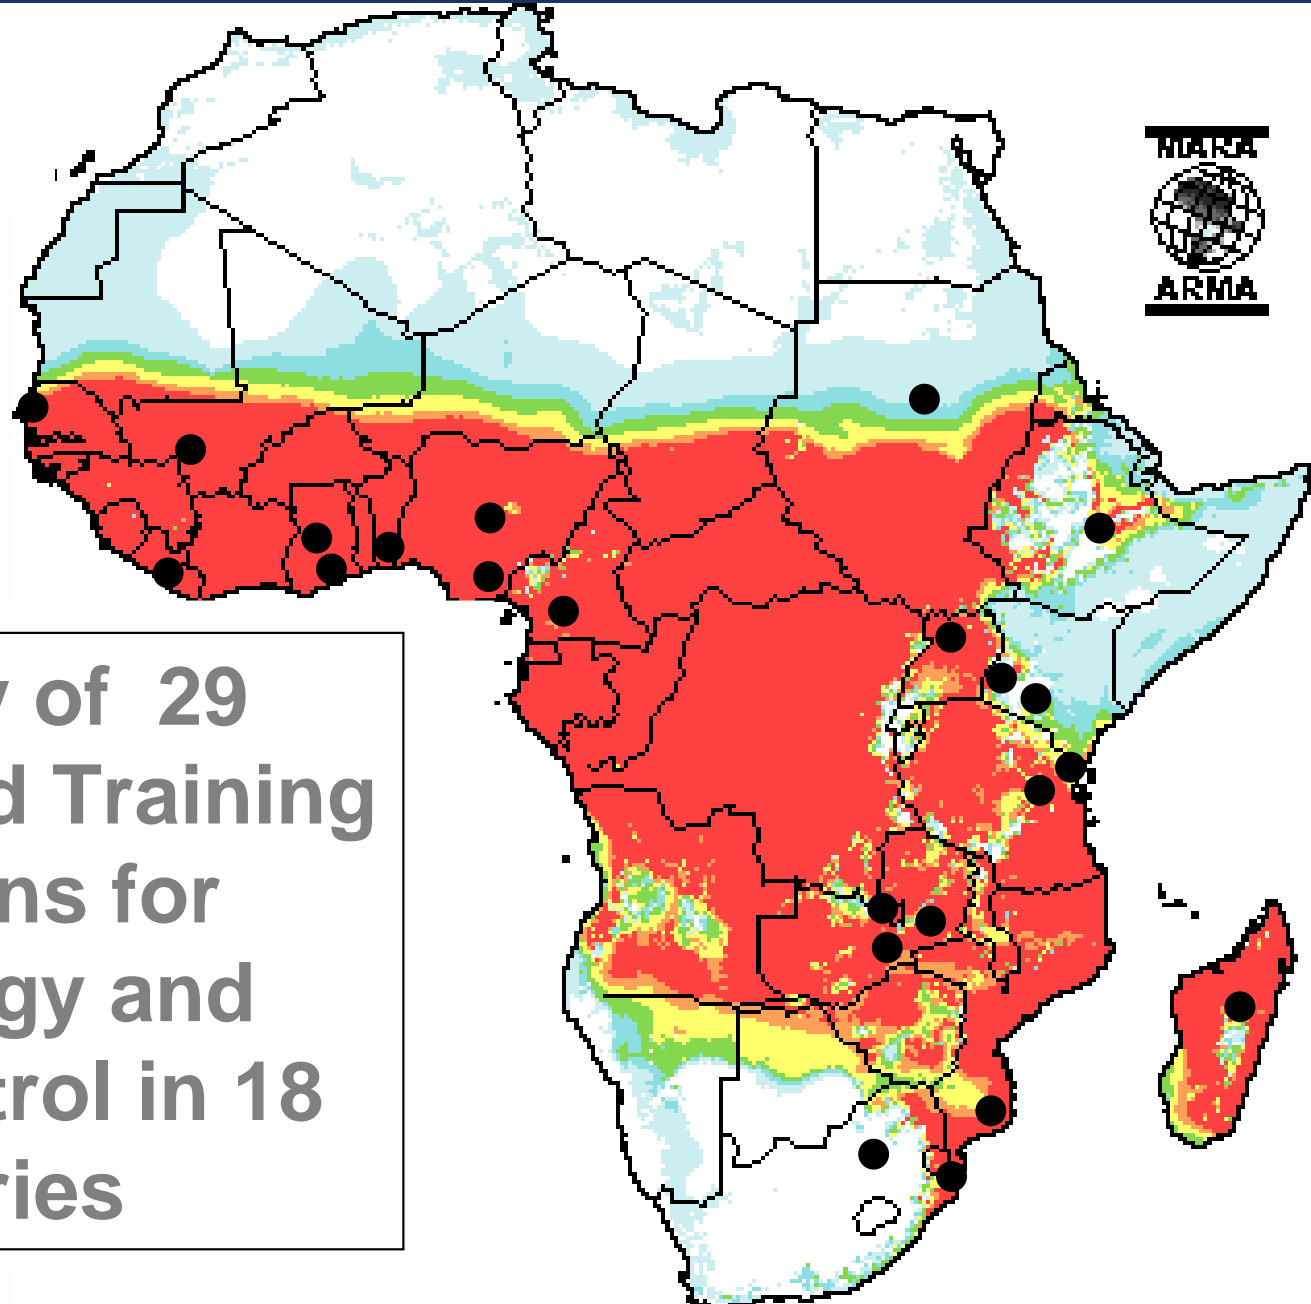 y of 29
d Training
ns for
gy and
trol in 18
ries
MARA
ARMA